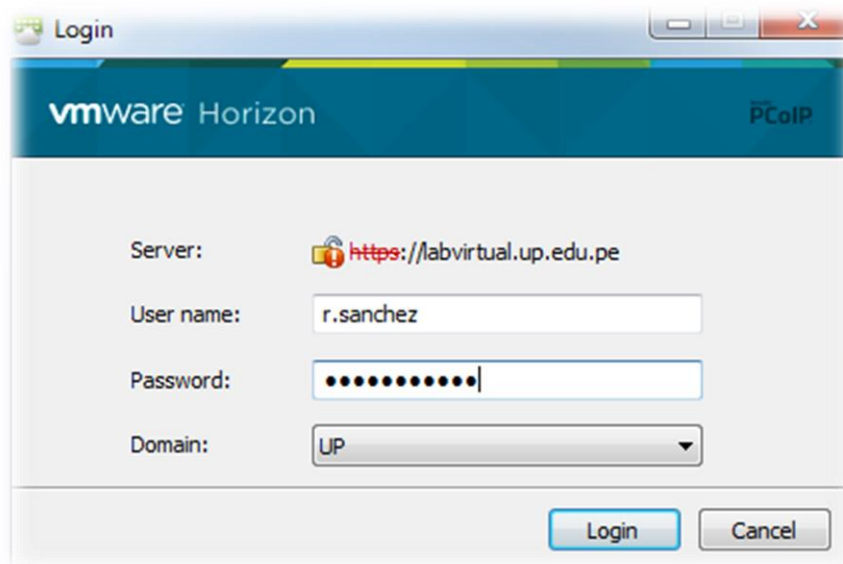 Login
vmware Horizon
PCoIP
Server: https://labvirtual.up.edu.pe
User name: r.sanchez
Password: ●●●●●●●●●●●
Domain: UP
Login Cancel